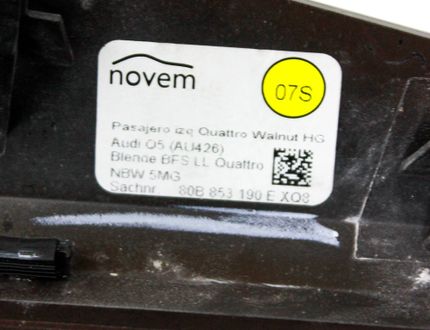 novem
07S
Pasajero izq Quattro Walnut HG
Audi Q5 (AU426)
Blende BFS LL Quattro
NBW 5MG
Sachnr. 80B 853 190 E XQ8